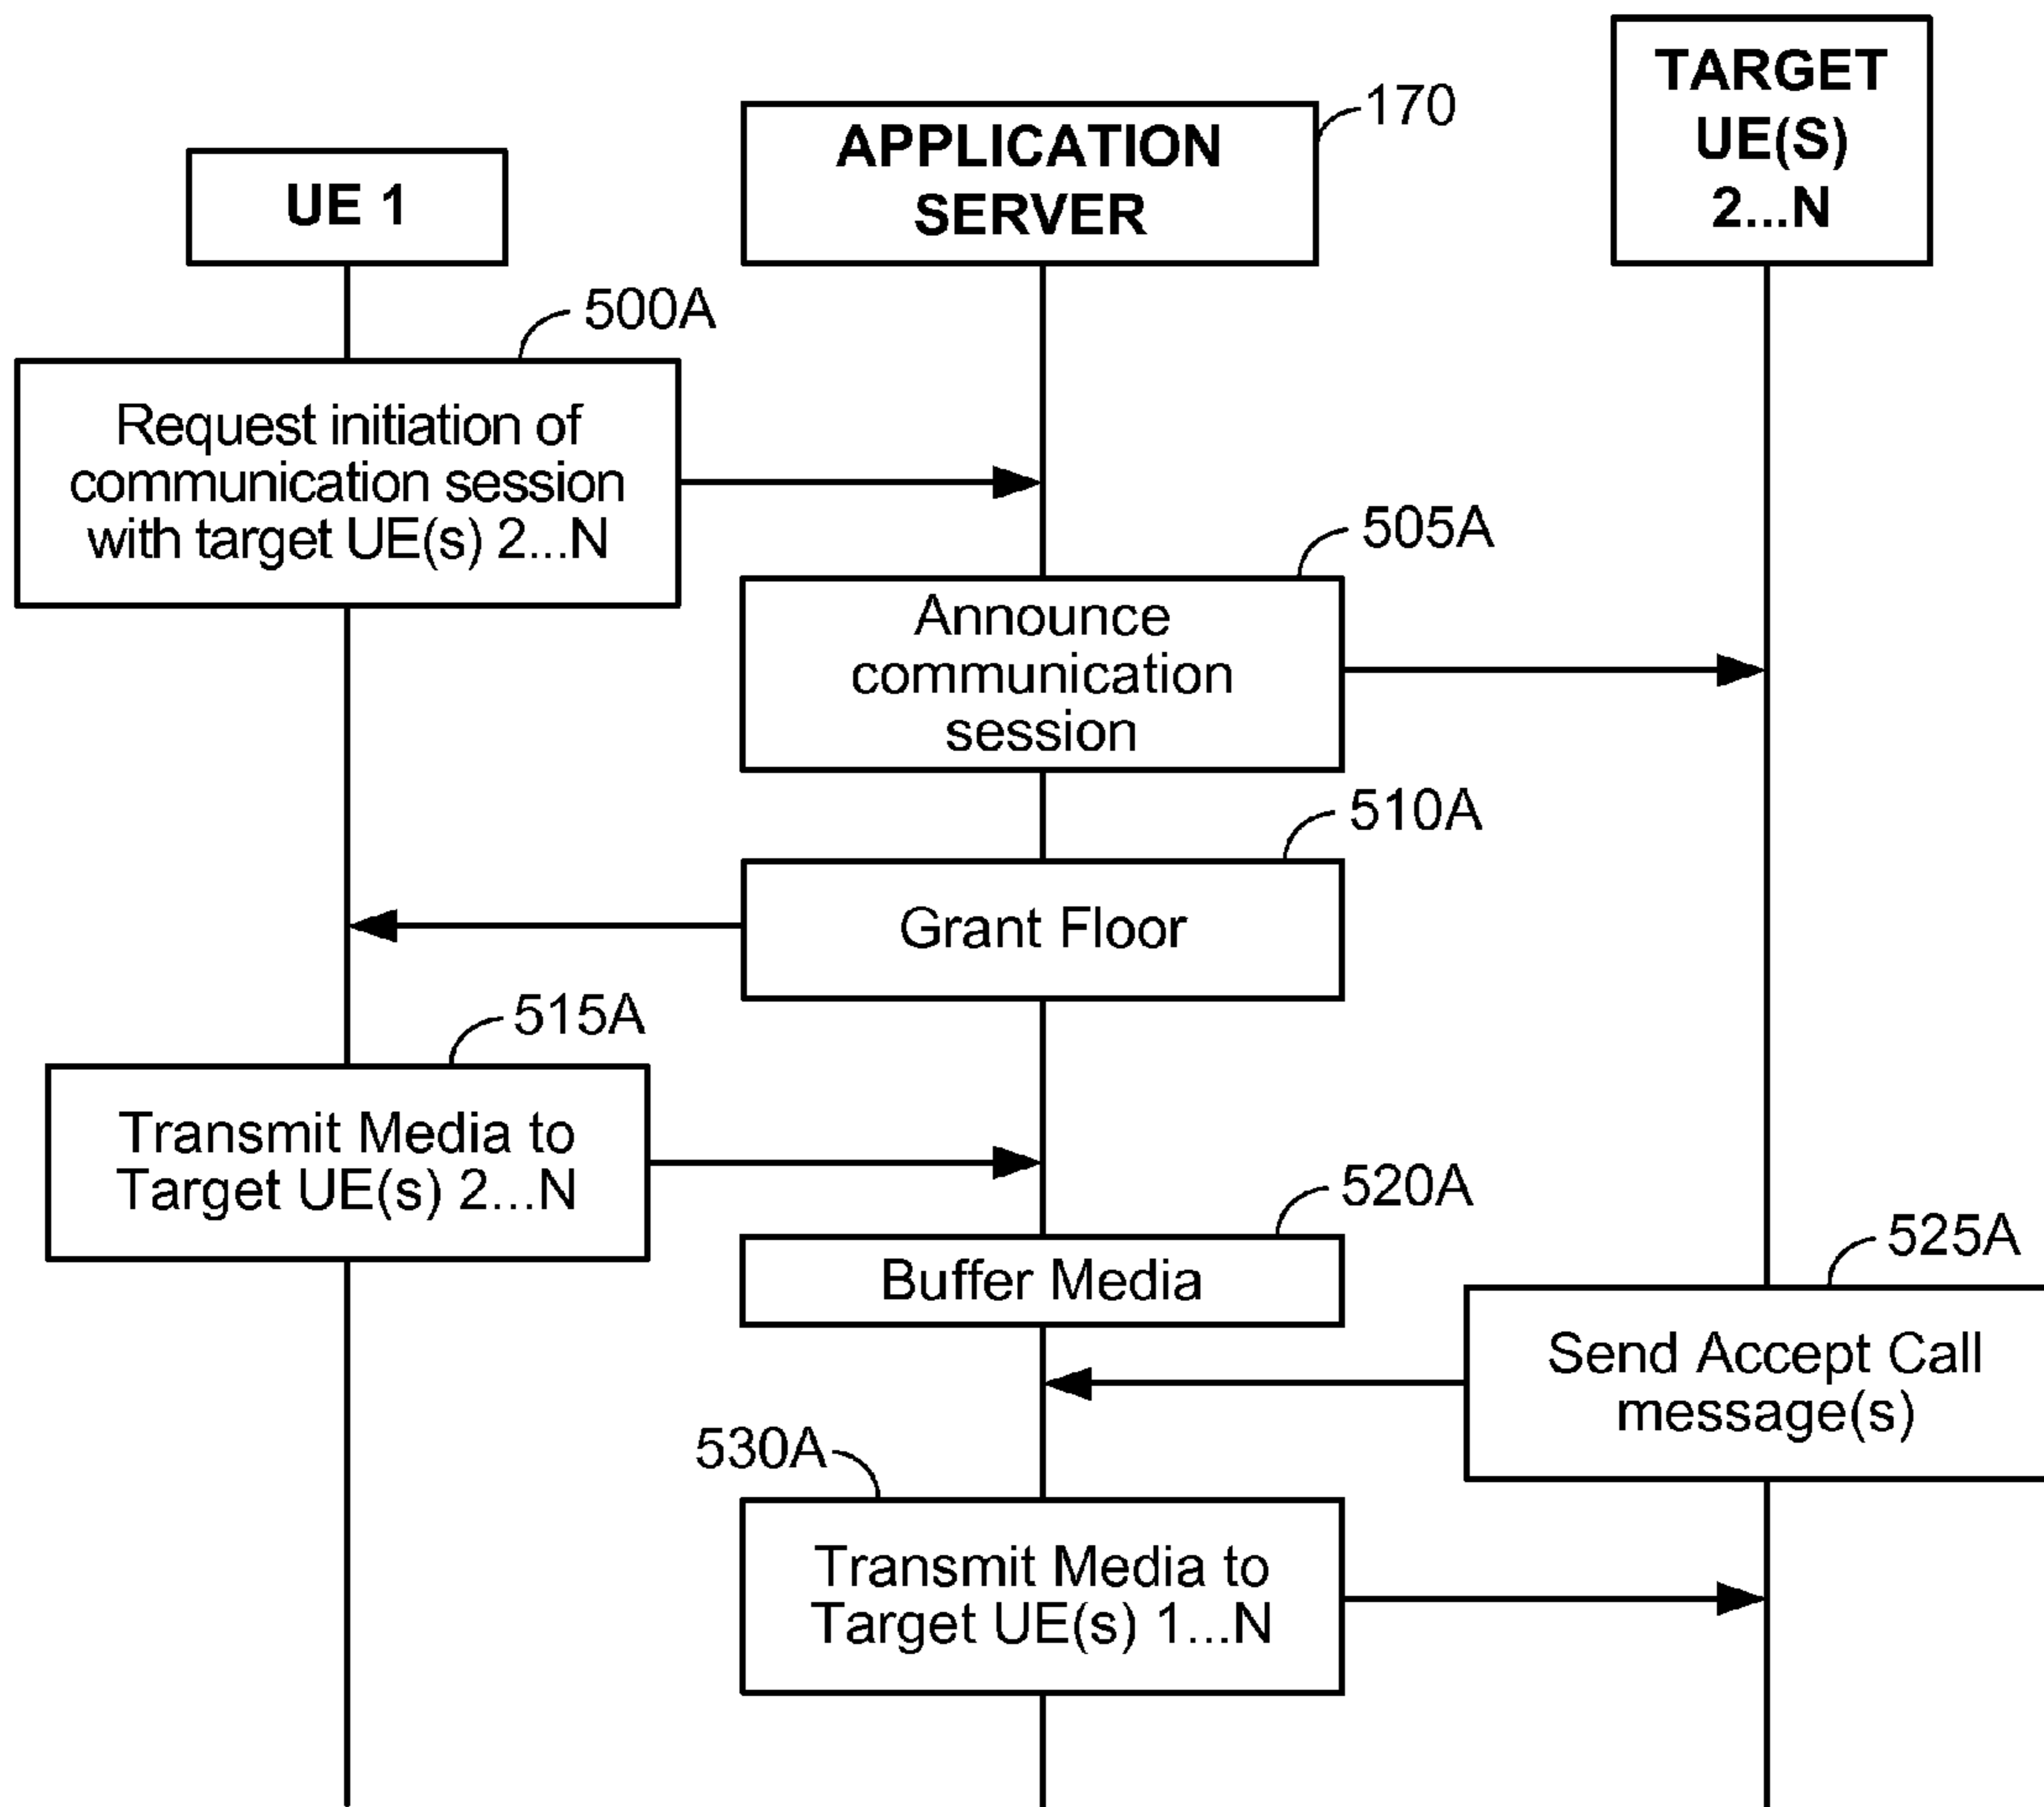 UE 1
APPLICATION
SERVER
170
TARGET
UE(S)
2...N
500A
Request initiation of
communication session
with target UE(s) 2...N
505A
Announce
communication
session
510A
Grant Floor
515A
Transmit Media to
Target UE(s) 2...N
520A
Buffer Media
525A
Send Accept Call
message(s)
530A
Transmit Media to
Target UE(s) 1...N